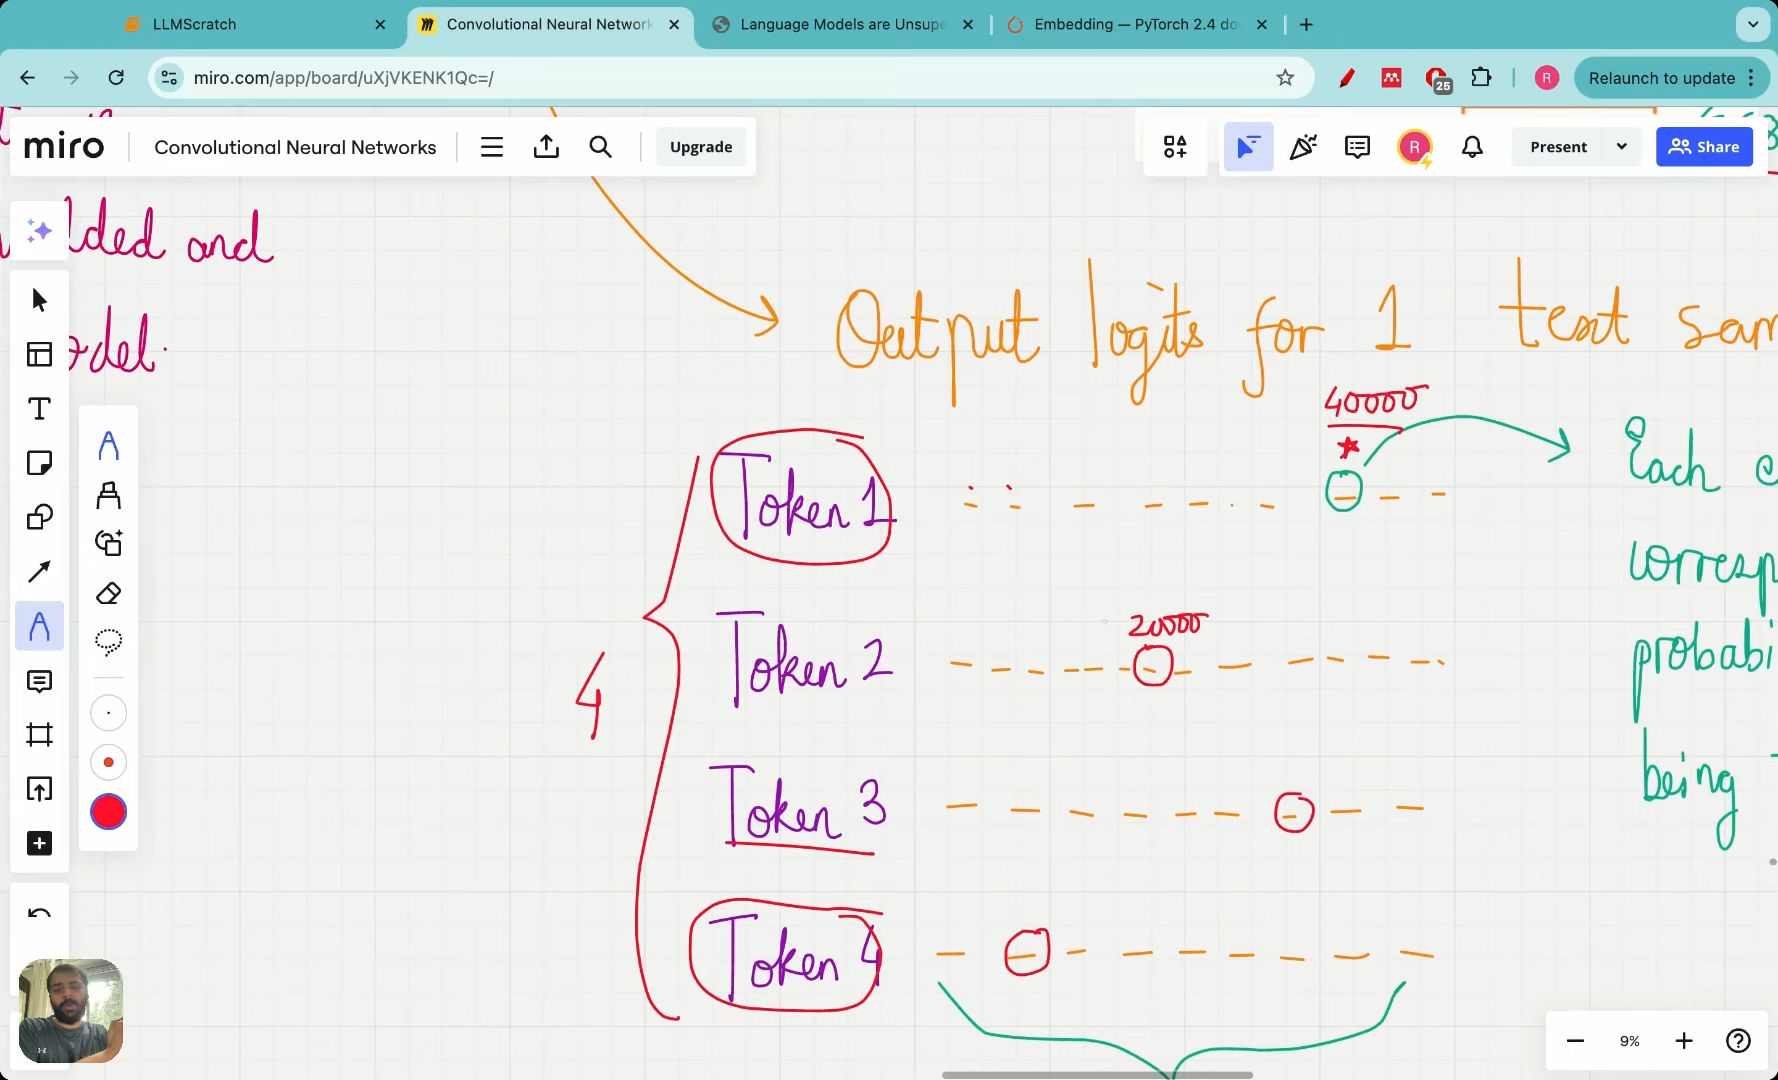 LLMScratch
Convolutional Neural Network
Language Models are Unsupe
Embedding — PyTorch 2.4 do
miro.com/app/board/uXjVKENK1Qc=/
25
R
Relaunch to update
miro
Convolutional Neural Networks
Upgrade
R
Present
Share
lded and
odel.
Output logits for 1 text sam
40000
Token 1
Each
corresp
20000
Token 2
probabi
4
being
Token 3
Token 4
9%